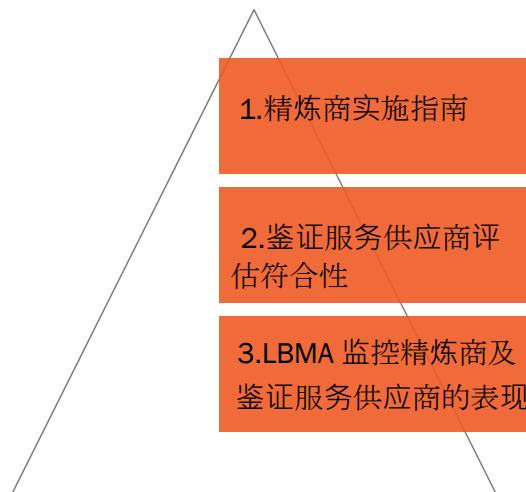 1.精炼商实施指南
2.鉴证服务供应商评
估符合性
3.LBMA 监控精炼商及
鉴证服务供应商的表现